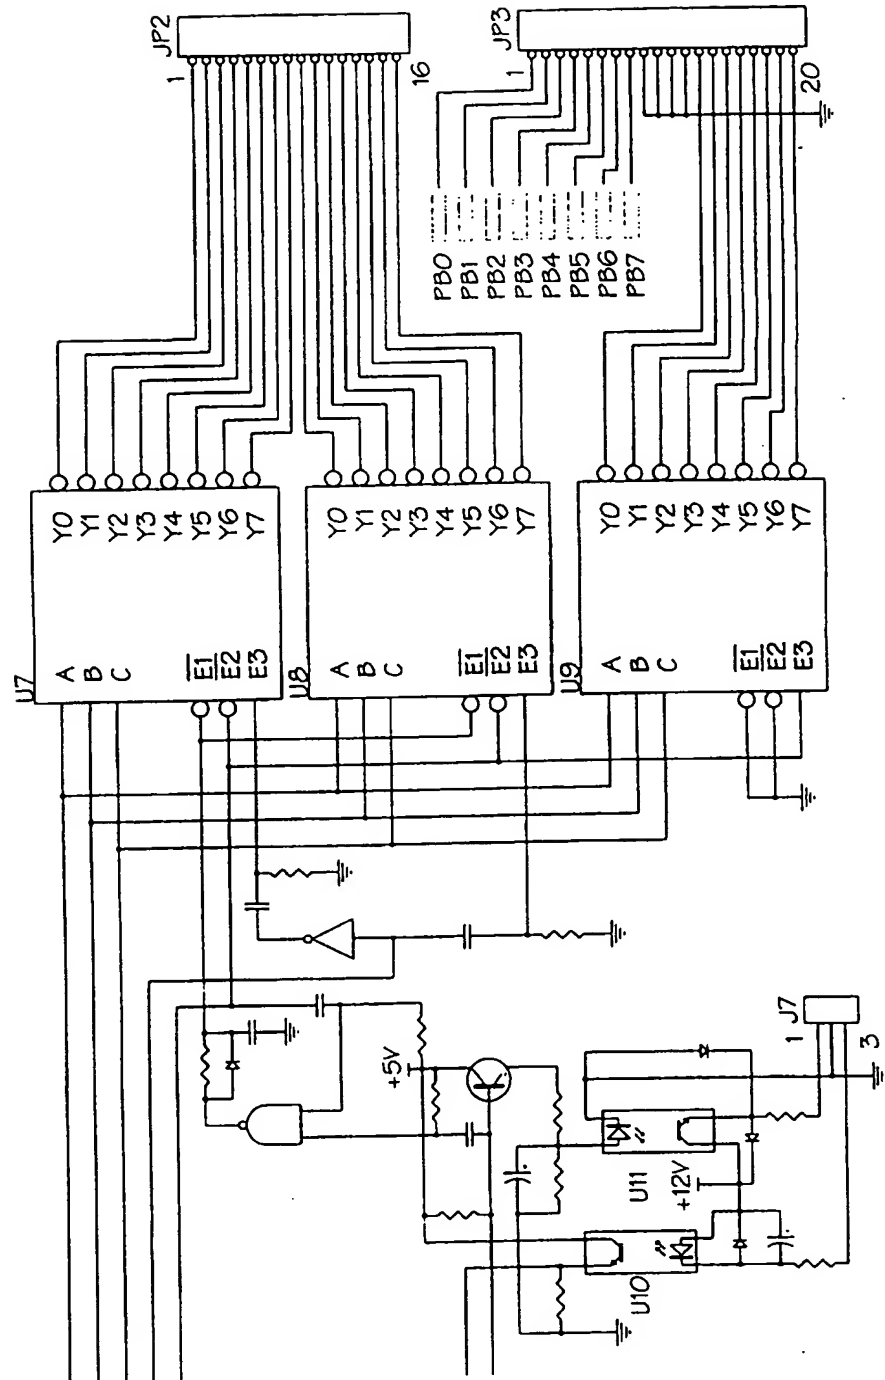 JP2
1
16
JP3
1
20
PB0
PB1
PB2
PB3
PB4
PB5
PB6
PB7
U7
Y0
Y1
Y2
Y3
Y4
Y5
Y6
Y7
A
B
C
E1
E2
E3
U8
Y0
Y1
Y2
Y3
Y4
Y5
Y6
Y7
A
B
C
E1
E2
E3
U9
Y0
Y1
Y2
Y3
Y4
Y5
Y6
Y7
A
B
C
E1
E2
E3
+5V
J7
1
3
U11
+12V
U10